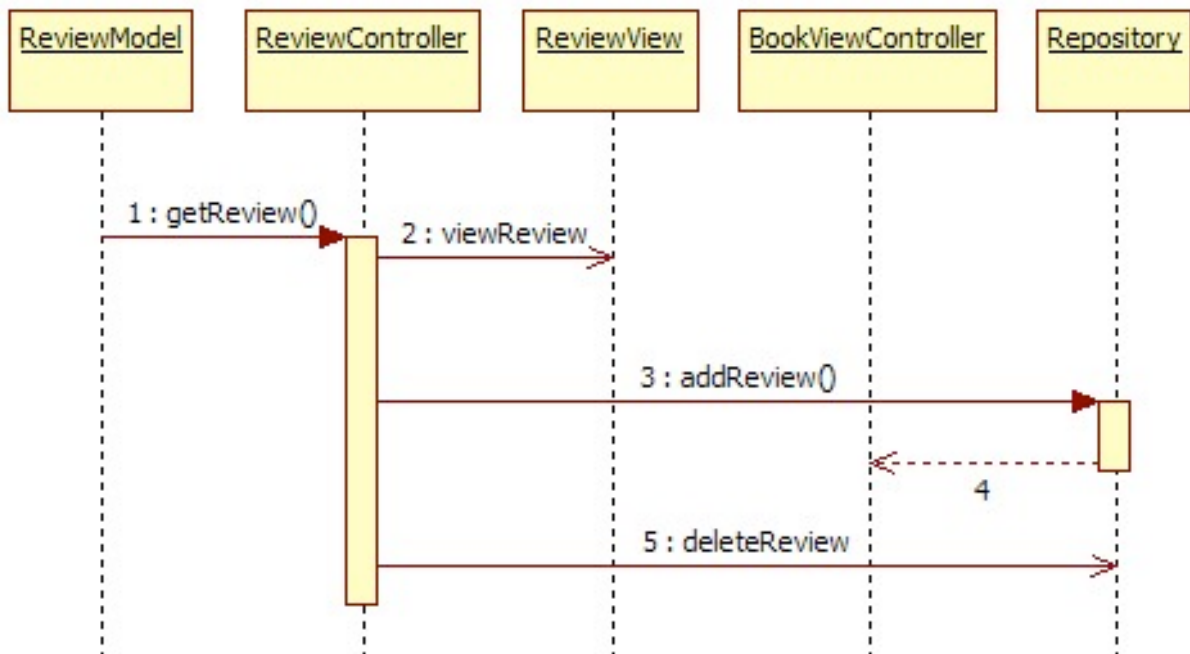 ReviewModel
ReviewController
ReviewView
BookViewController
Repository
1 : getReview()
2 : viewReview
3 : addReview()
4
5 : deleteReview